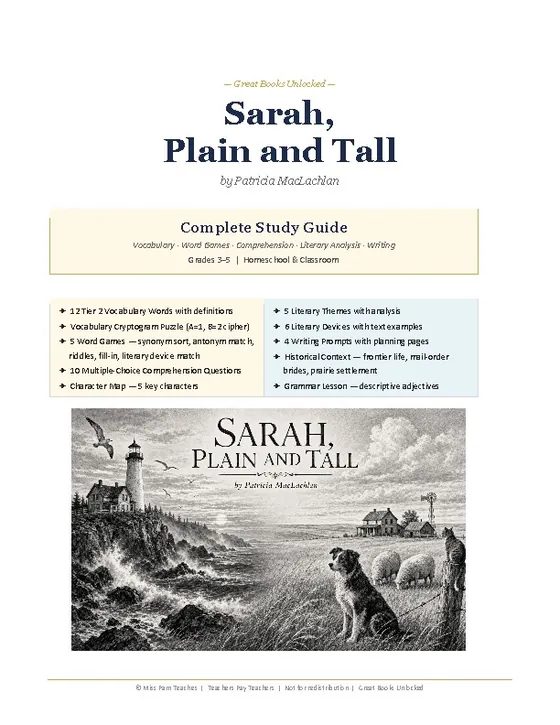 — Great Books Unlocked —
Sarah,
Plain and Tall
by Patricia MacLachlan
Complete Study Guide
Vocabulary · Word Games · Comprehension · Literary Analysis · Writing
Grades 3–5 | Homeschool & Classroom
✦ 12 Tier 2 Vocabulary Words with definitions
✦ Vocabulary Cryptogram Puzzle (A=1, B=2 cipher)
✦ 5 Word Games — synonym sort, antonym match,
riddles, fill-in, literary device match
✦ 10 Multiple-Choice Comprehension Questions
✦ Character Map — 5 key characters
✦ 5 Literary Themes with analysis
✦ 6 Literary Devices with text examples
✦ 4 Writing Prompts with planning pages
✦ Historical Context — frontier life, mail-order
brides, prairie settlement
✦ Grammar Lesson — descriptive adjectives
SARAH,
PLAIN AND TALL
by Patricia MacLachlan
© Miss Pam Teaches | Teachers Pay Teachers | Not for redistribution | Great Books Unlocked